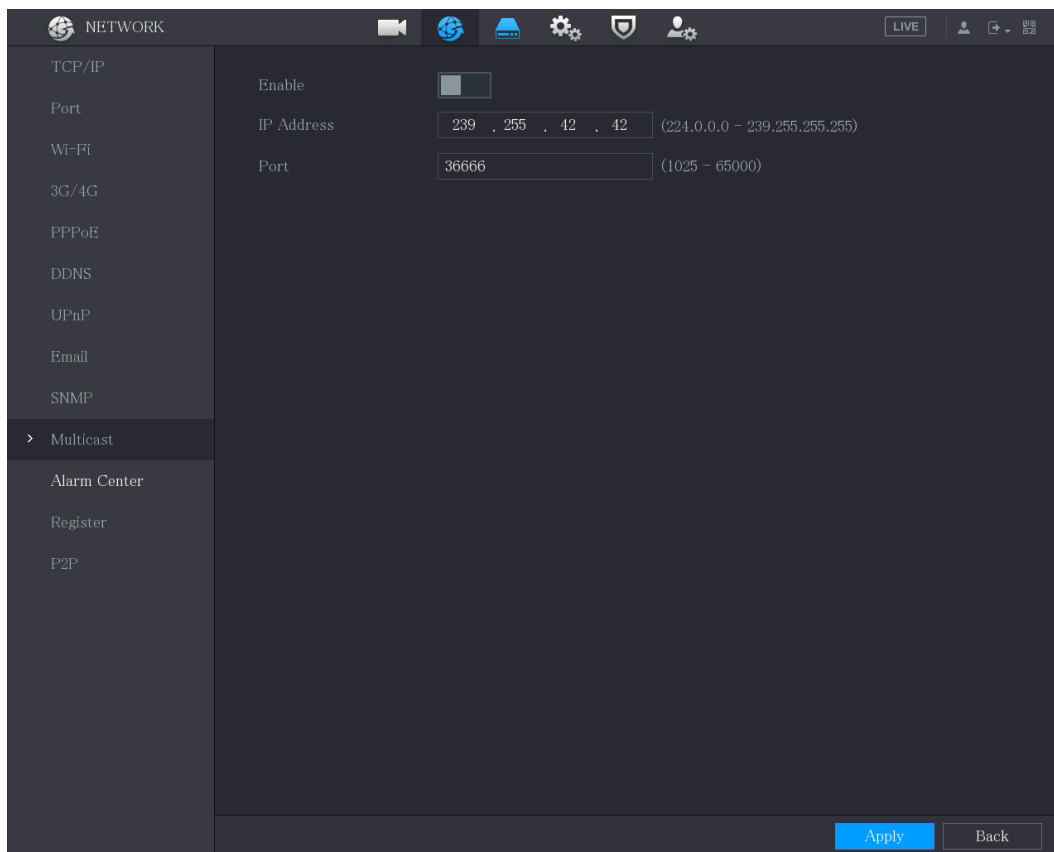 NETWORK
LIVE
TCP/IP
Port
Wi-Fi
3G/4G
PPPoE
DDNS
UPnP
Email
SNMP
Multicast
Alarm Center
Register
P2P
Enable
IP Address 239 . 255 . 42 . 42 (224.0.0.0 - 239.255.255.255)
Port 36666 (1025 - 65000)
Apply Back